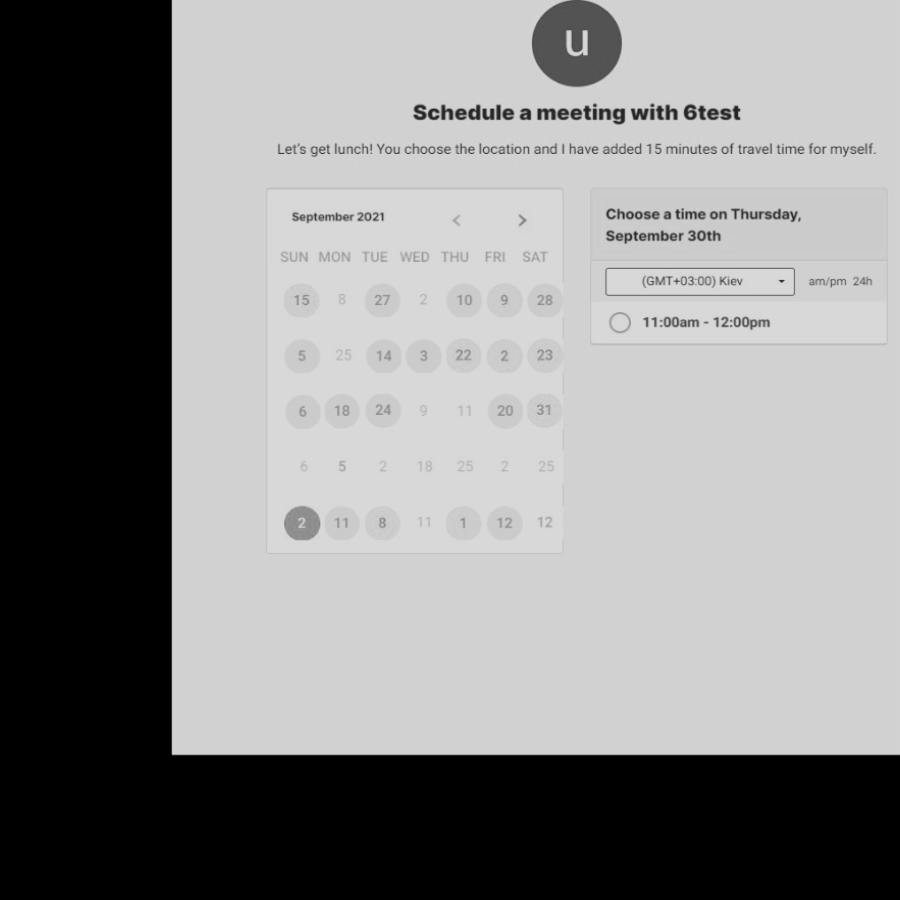 u
Schedule a meeting with 6test
Let's get lunch! You choose the location and I have added 15 minutes of travel time for myself.
September 2021
SUN MON TUE WED THU FRI SAT
15 8 27 2 10 9 28
5 25 14 3 22 2 23
6 18 24 9 11 20 31
6 5 2 18 25 2 25
2 11 8 11 1 12 12
Choose a time on Thursday,
September 30th
(GMT+03:00) Kiev am/pm 24h
11:00am - 12:00pm